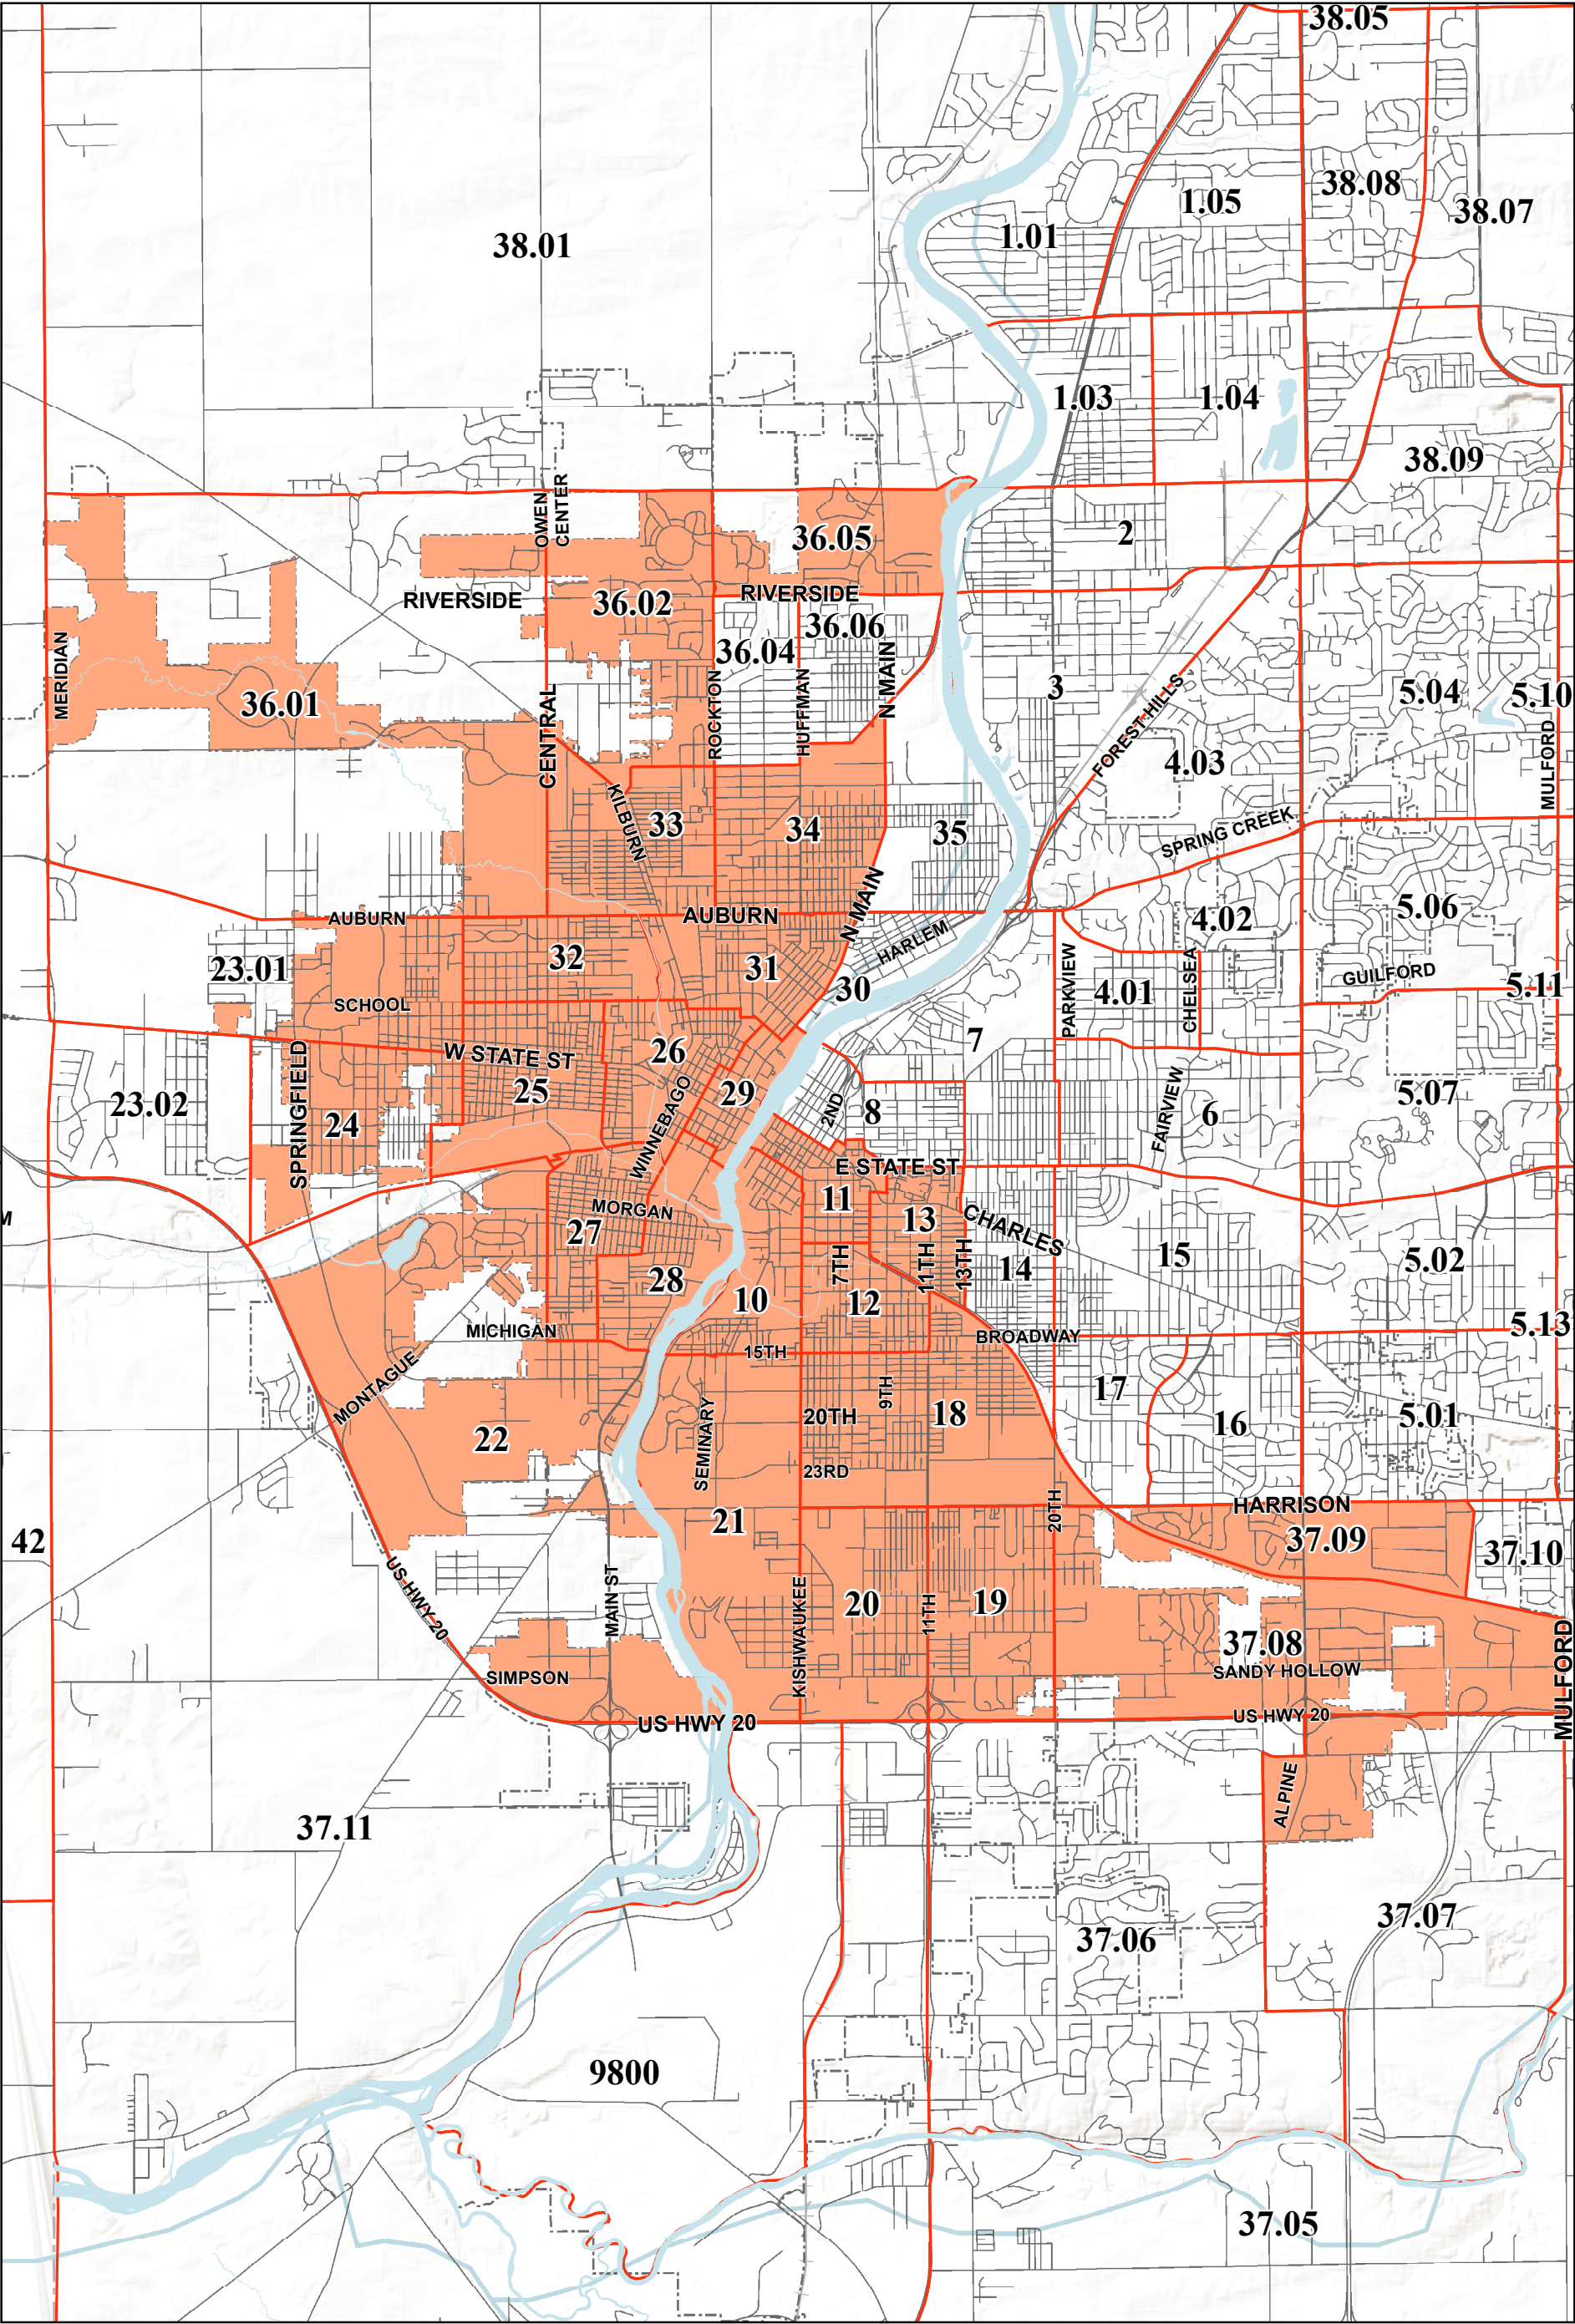 38.05
38.08
1.05
38.07
1.01
38.01
1.03
1.04
38.09
OWEN
CENTER
2
36.05
RIVERSIDE
36.02
RIVERSIDE
36.06
36.04
MERIDIAN
36.01
CENTRAL
ROCKTON
HUFFMAN
N MAIN
3
FOREST HILLS
5.04
5.10
4.03
MULFORD
KILBURN
33
34
35
SPRING CREEK
AUBURN
AUBURN
N MAIN
HARLEM
4.02
5.06
23.01
32
31
30
PARKVIEW
4.01
CHELSEA
GUILFORD
5.11
SCHOOL
7
W STATE ST
26
25
29
23.02
SPRINGFIELD
24
WINNEBAGO
2ND
8
FAIRVIEW
6
5.07
E STATE ST
11
MORGAN
27
13
CHARLES
M
28
7TH
11TH
13TH
14
15
5.02
10
12
MICHIGAN
15TH
BROADWAY
5.13
MONTAGUE
SEMINARY
9TH
17
20TH
18
16
5.01
22
23RD
21
20TH
HARRISON
37.09
42
37.10
US HWY 20
MAIN ST
KISHWAUKEE
20
11TH
19
37.08
SANDY HOLLOW
SIMPSON
MULFORD
US HWY 20
US HWY 20
ALPINE
37.11
37.07
37.06
9800
37.05